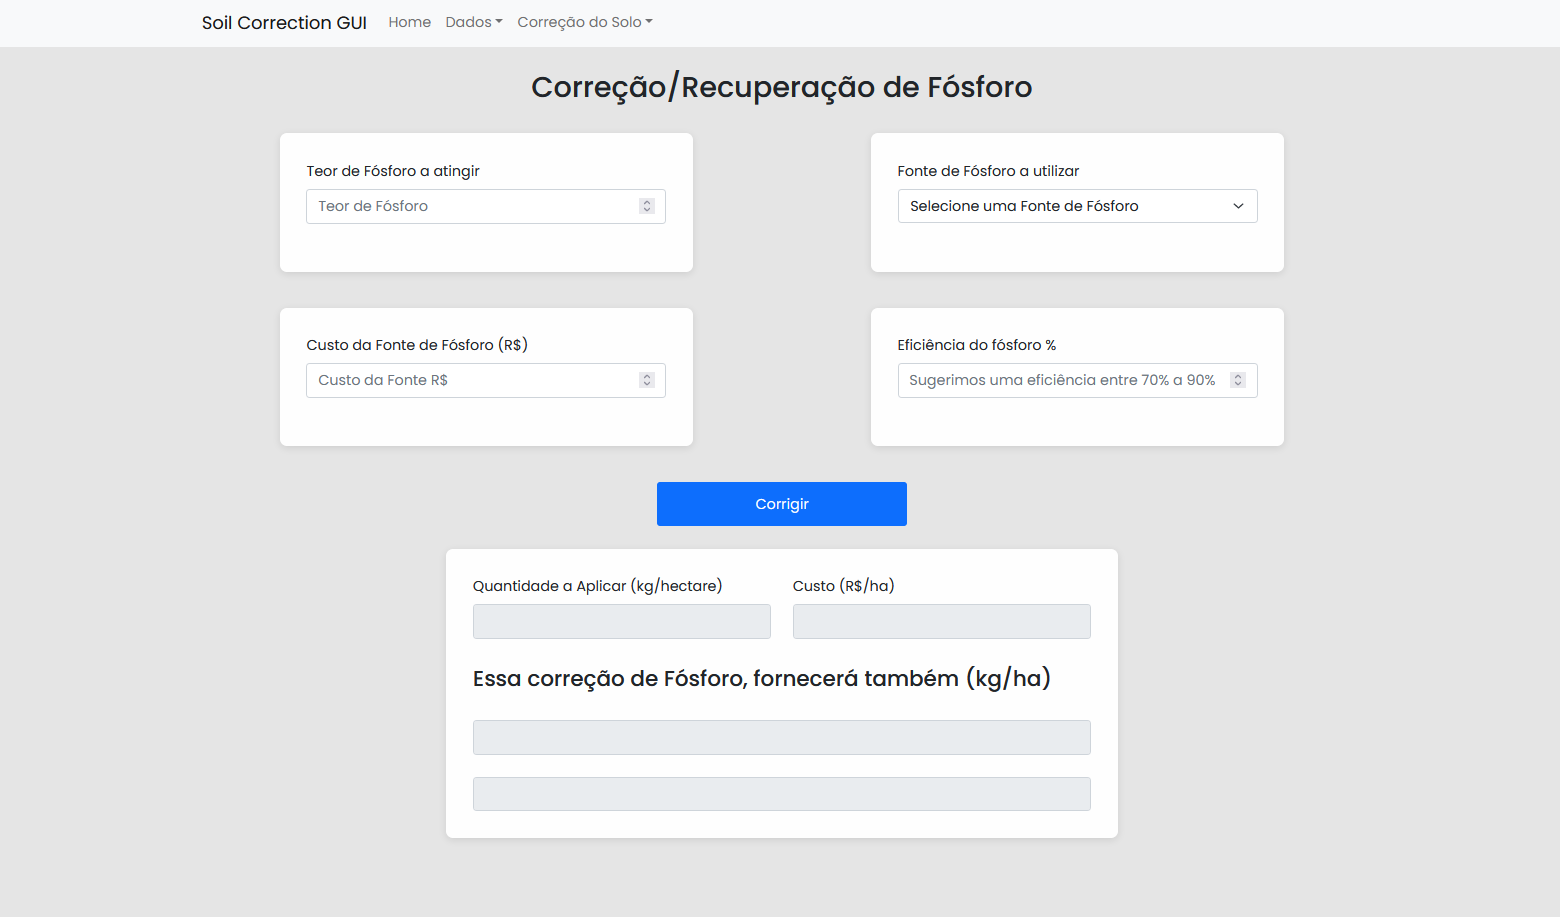 Soil Correction GUI Home Dados Correção do Solo
Correção/Recuperação de Fósforo
Teor de Fósforo a atingir
Teor de Fósforo
Fonte de Fósforo a utilizar
Selecione uma Fonte de Fósforo
Custo da Fonte de Fósforo (R$)
Custo da Fonte R$
Eficiência do fósforo %
Sugerimos uma eficiência entre 70% a 90%
Corrigir
Quantidade a Aplicar (kg/hectare)
Custo (R$/ha)
Essa correção de Fósforo, fornecerá também (kg/ha)